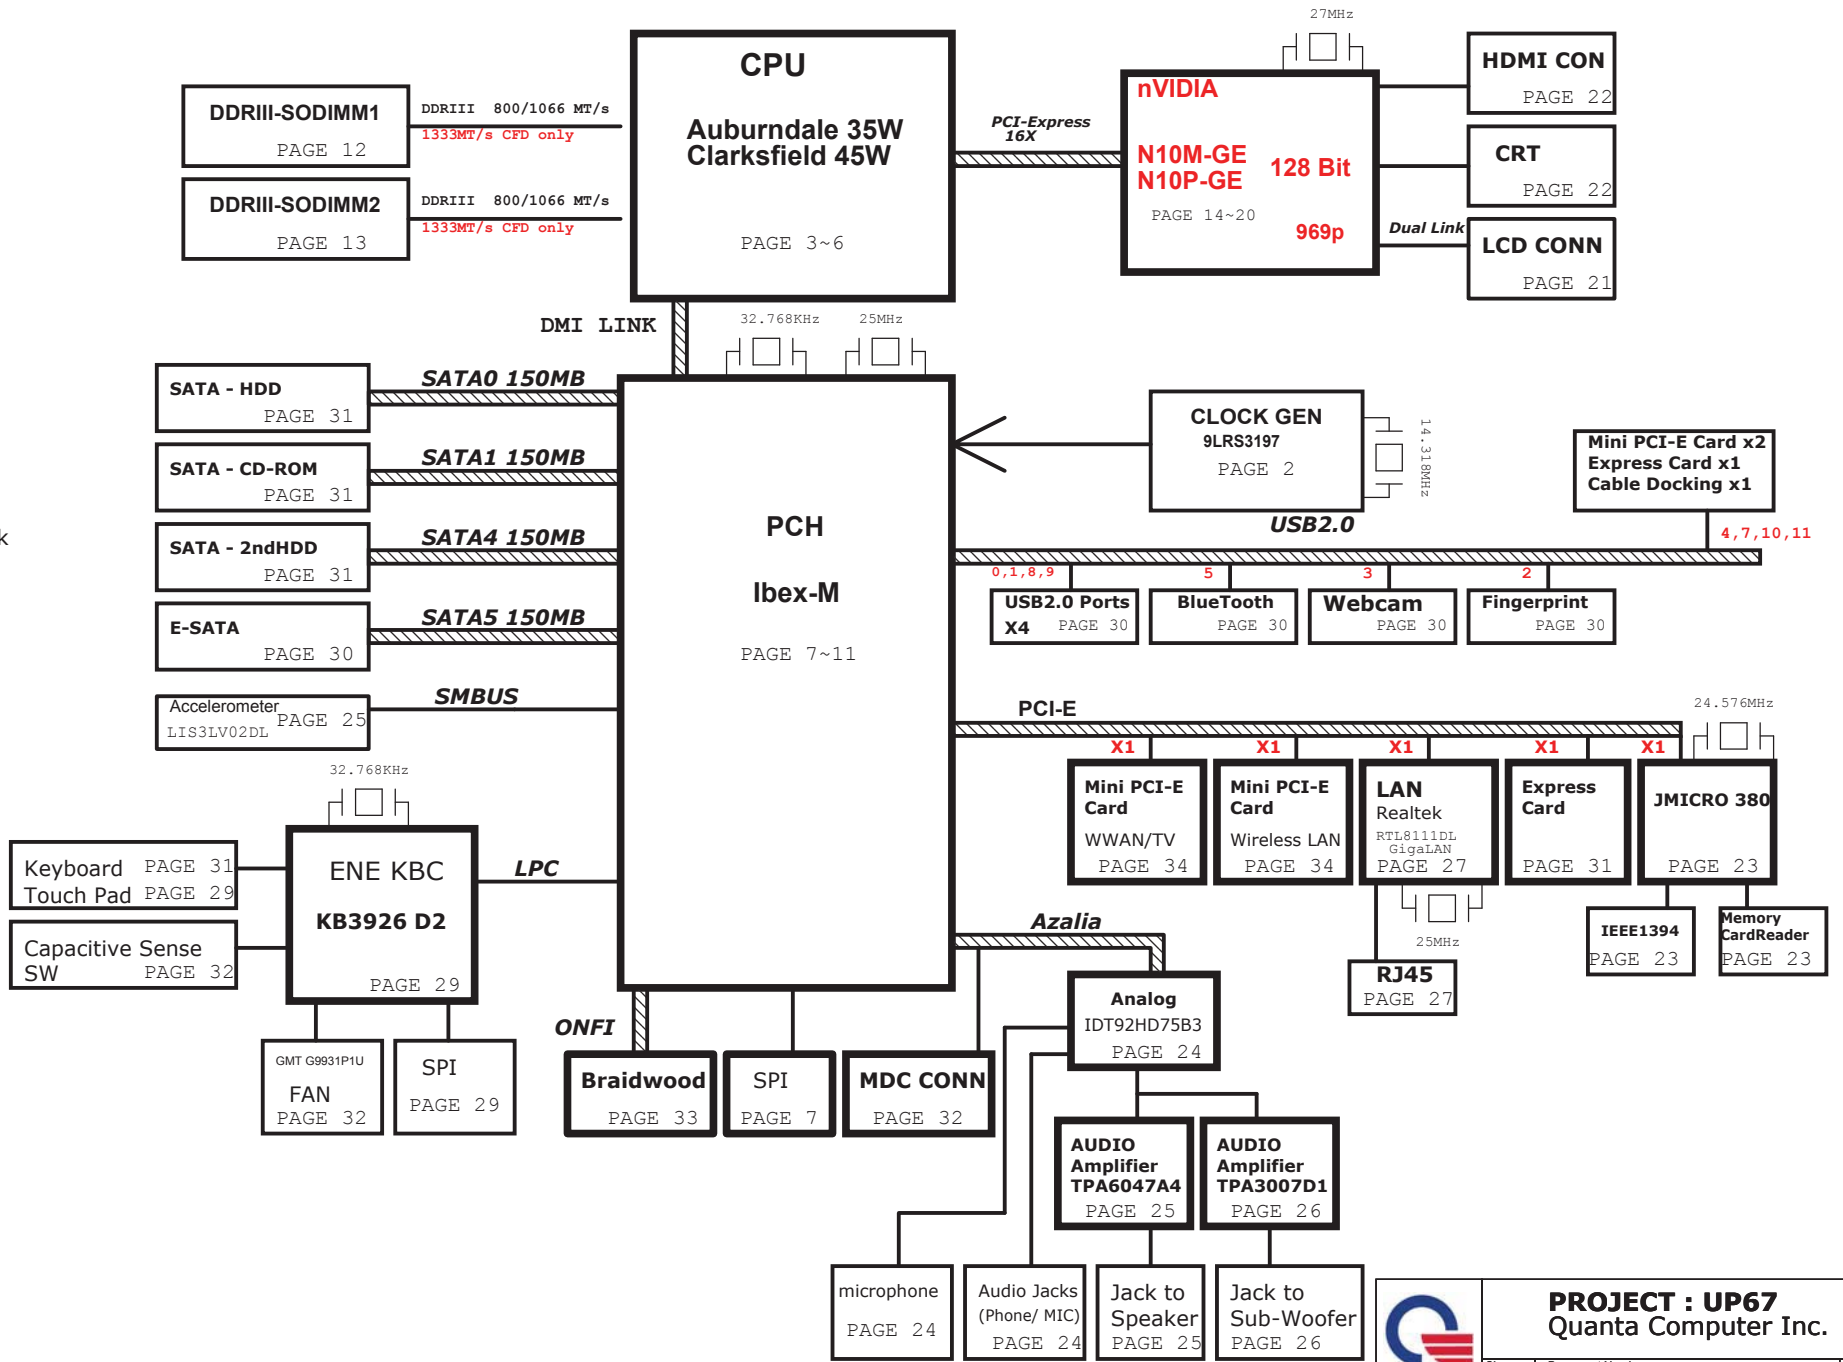 27MHz
CPU
Auburndale 35W
Clarksfield 45W
PAGE 3~6
DDRIII-SODIMM1
PAGE 12
DDRIII 800/1066 MT/s
1333MT/s CFD only
DDRIII-SODIMM2
PAGE 13
DDRIII 800/1066 MT/s
1333MT/s CFD only
PCI-Express
16X
nVIDIA
N10M-GE
N10P-GE
128 Bit
PAGE 14~20
969p
HDMI CON
PAGE 22
CRT
PAGE 22
Dual Link
LCD CONN
PAGE 21
DMI LINK
32.768KHz
25MHz
SATA - HDD
PAGE 31
SATA0 150MB
SATA - CD-ROM
PAGE 31
SATA1 150MB
k
SATA - 2ndHDD
PAGE 31
SATA4 150MB
E-SATA
PAGE 30
SATA5 150MB
Accelerometer
LIS3LV02DL
PAGE 25
SMBUS
PCH
Ibex-M
PAGE 7~11
CLOCK GEN
9LRS3197
PAGE 2
14.318MHz
Mini PCI-E Card x2
Express Card x1
Cable Docking x1
4,7,10,11
USB2.0
0,1,8,9
5
3
2
USB2.0 Ports
X4 PAGE 30
BlueTooth
PAGE 30
Webcam
PAGE 30
Fingerprint
PAGE 30
PCI-E
24.576MHz
X1
X1
X1
X1
X1
Mini PCI-E
Card
WWAN/TV
PAGE 34
Mini PCI-E
Card
Wireless LAN
PAGE 34
LAN
Realtek
RTL8111DL
GigaLAN
PAGE 27
Express
Card
PAGE 31
JMICRO 380
PAGE 23
25MHz
RJ45
PAGE 27
IEEE1394
PAGE 23
Memory
CardReader
PAGE 23
32.768KHz
Keyboard PAGE 31
Touch Pad PAGE 29
Capacitive Sense
SW PAGE 32
ENE KBC
KB3926 D2
PAGE 29
LPC
GMT G9931P1U
FAN
PAGE 32
SPI
PAGE 29
ONFI
Braidwood
PAGE 33
SPI
PAGE 7
MDC CONN
PAGE 32
Azalia
Analog
IDT92HD75B3
PAGE 24
AUDIO
Amplifier
TPA6047A4
PAGE 25
AUDIO
Amplifier
TPA3007D1
PAGE 26
microphone
PAGE 24
Audio Jacks
(Phone/ MIC)
PAGE 24
Jack to
Speaker
PAGE 25
Jack to
Sub-Woofer
PAGE 26
PROJECT : UP67
Quanta Computer Inc.